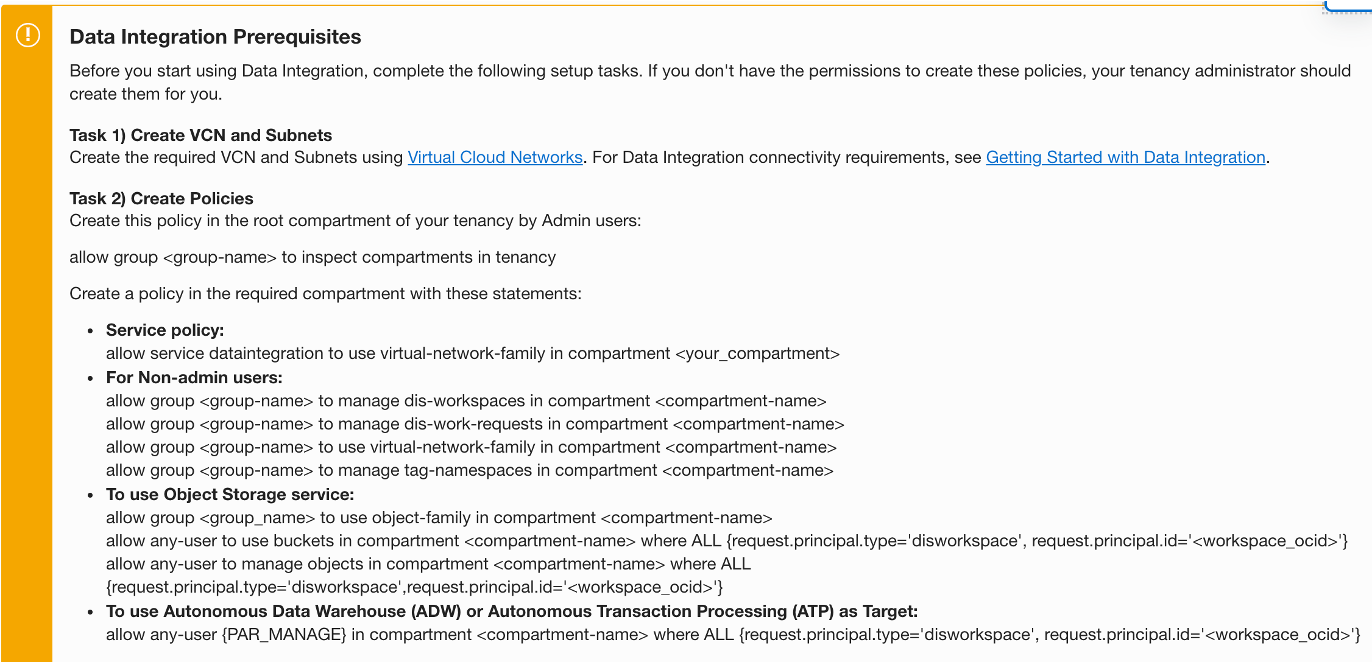 Data Integration Prerequisites
Before you start using Data Integration, complete the following setup tasks. If you don't have the permissions to create these policies, your tenancy administrator should
create them for you.
Task 1) Create VCN and Subnets
Create the required VCN and Subnets using Virtual Cloud Networks. For Data Integration connectivity requirements, see Getting Started with Data Integration.
Task 2) Create Policies
Create this policy in the root compartment of your tenancy by Admin users:
allow group <group-name> to inspect compartments in tenancy
Create a policy in the required compartment with these statements:
• Service policy:
allow service dataintegration to use virtual-network-family in compartment <your_compartment>
• For Non-admin users:
allow group <group-name> to manage dis-workspaces in compartment <compartment-name>
allow group <group-name> to manage dis-work-requests in compartment <compartment-name>
allow group <group-name> to use virtual-network-family in compartment <compartment-name>
allow group <group-name> to manage tag-namespaces in compartment <compartment-name>
• To use Object Storage service:
allow group <group_name> to use object-family in compartment <compartment-name>
allow any-user to use buckets in compartment <compartment-name> where ALL {request.principal.type='disworkspace', request.principal.id='<workspace_ocid>'}
allow any-user to manage objects in compartment <compartment-name> where ALL
{request.principal.type='disworkspace',request.principal.id='<workspace_ocid>'}
• To use Autonomous Data Warehouse (ADW) or Autonomous Transaction Processing (ATP) as Target:
allow any-user {PAR_MANAGE} in compartment <compartment-name> where ALL {request.principal.type='disworkspace', request.principal.id='<workspace_ocid>'}